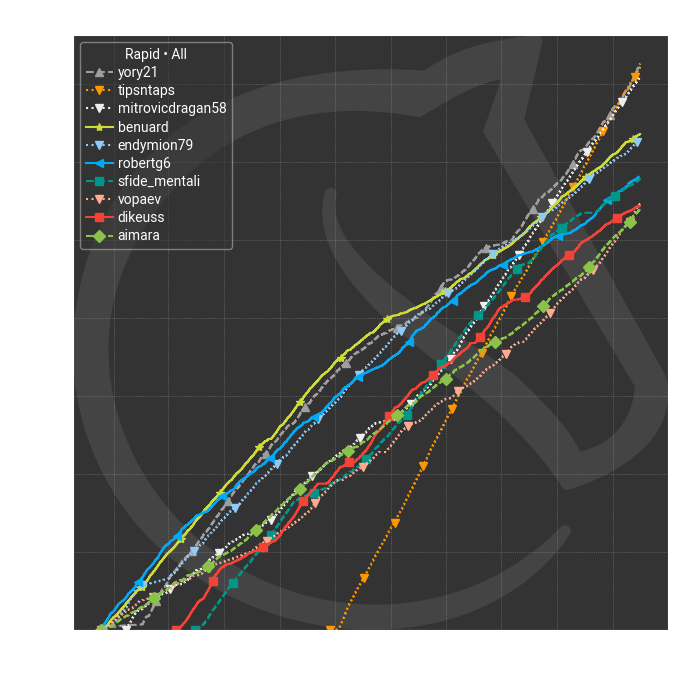 Rapid • All
yory21
tipsntaps
mitrovicdragan58
benuard
endymion79
robertg6
sfide_mentali
vopaev
dikeuss
aimara